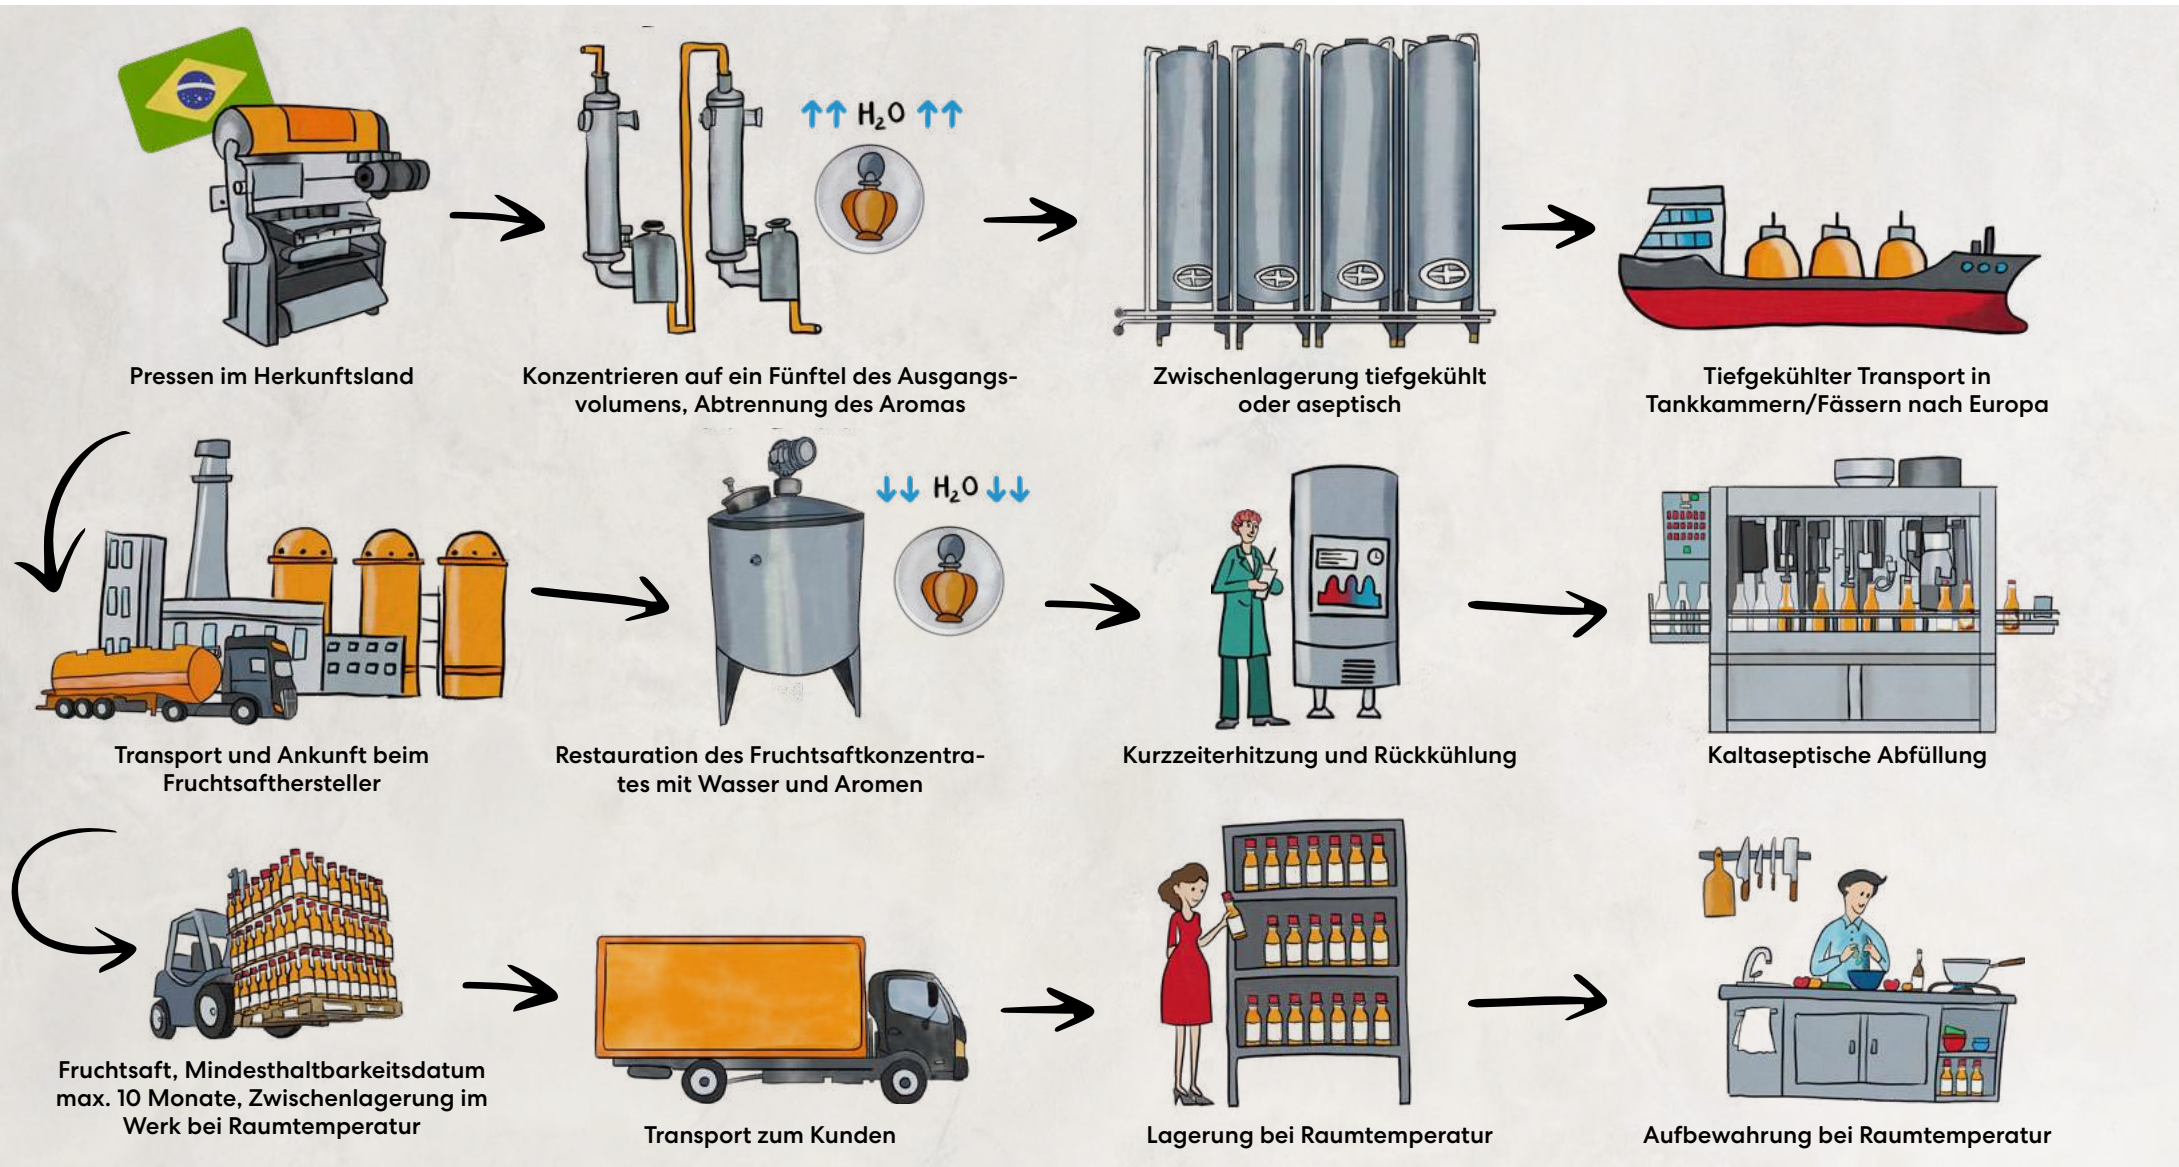 ↑↑ H₂O ↑↑
Pressen im Herkunftsland
Konzentrieren auf ein Fünftel des Ausgangs-
volumens, Abtrennung des Aromas
Zwischenlagerung tiefgekühlt
oder aseptisch
Tiefgekühlter Transport in
Tankkammern/Fässern nach Europa
↓↓ H₂O ↓↓
Transport und Ankunft beim
Fruchtsafthersteller
Restauration des Fruchtsaftkonzentra-
tes mit Wasser und Aromen
Kurzzeiterhitzung und Rückkühlung
Kaltaseptische Abfüllung
Fruchtsaft, Mindesthaltbarkeitsdatum
max. 10 Monate, Zwischenlagerung im
Werk bei Raumtemperatur
Transport zum Kunden
Lagerung bei Raumtemperatur
Aufbewahrung bei Raumtemperatur